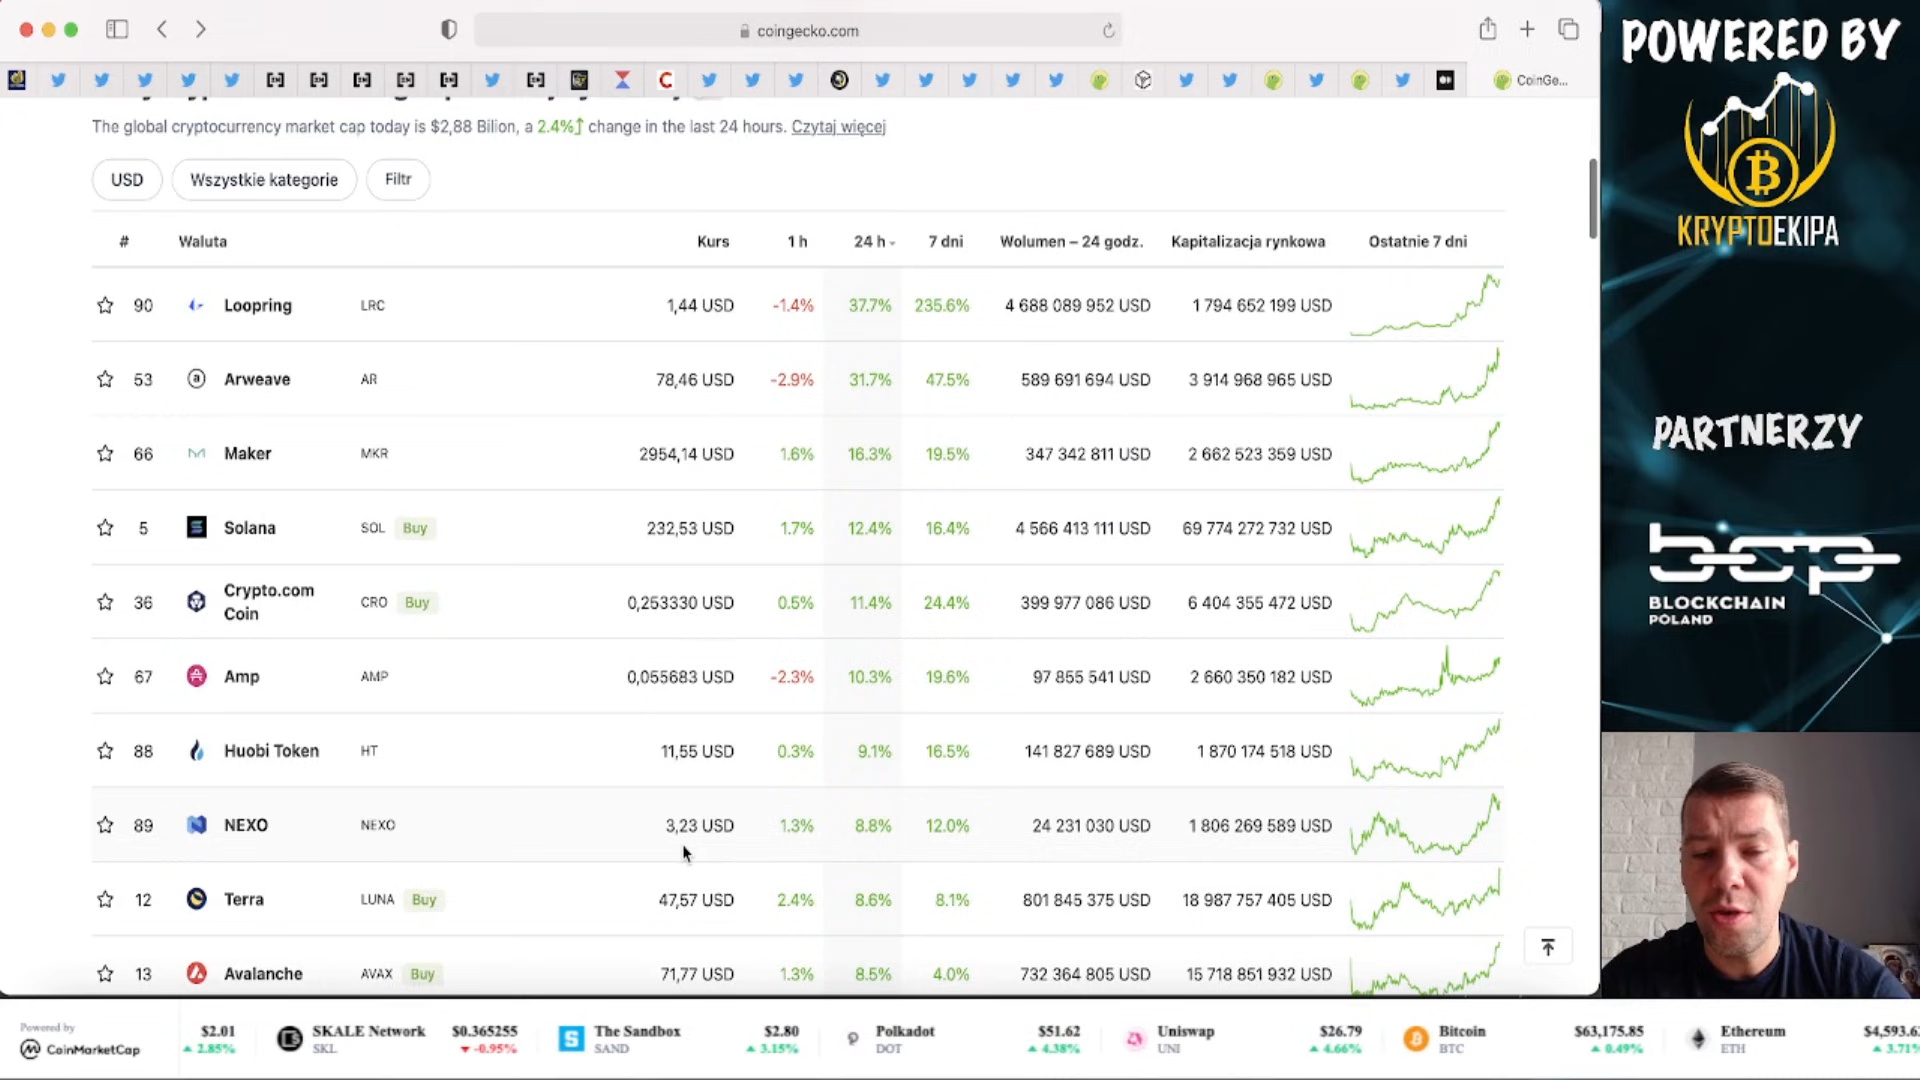 coingecko.com
CoinGe...
The global cryptocurrency market cap today is $2,88 Bilion, a 2.4% change in the last 24 hours. Czytaj więcej
USD Wszystkie kategorie Filtr
# Waluta Kurs 1 h 24 h 7 dni Wolumen – 24 godz. Kapitalizacja rynkowa Ostatnie 7 dni
90 Loopring LRC 1,44 USD -1.4% 37.7% 235.6% 4 688 089 952 USD 1 794 652 199 USD
53 Arweave AR 78,46 USD -2.9% 31.7% 47.5% 589 691 694 USD 3 914 968 965 USD
66 Maker MKR 2954,14 USD 1.6% 16.3% 19.5% 347 342 811 USD 2 662 523 359 USD
5 Solana SOL Buy 232,53 USD 1.7% 12.4% 16.4% 4 566 413 111 USD 69 774 272 732 USD
36 Crypto.com Coin CRO Buy 0,253330 USD 0.5% 11.4% 24.4% 399 977 086 USD 6 404 355 472 USD
67 Amp AMP 0,055683 USD -2.3% 10.3% 19.6% 97 855 541 USD 2 660 350 182 USD
88 Huobi Token HT 11,55 USD 0.3% 9.1% 16.5% 141 827 689 USD 1 870 174 518 USD
89 NEXO NEXO 3,23 USD 1.3% 8.8% 12.0% 24 231 030 USD 1 806 269 589 USD
12 Terra LUNA Buy 47,57 USD 2.4% 8.6% 8.1% 801 845 375 USD 18 987 757 405 USD
13 Avalanche AVAX Buy 71,77 USD 1.3% 8.5% 4.0% 732 364 805 USD 15 718 851 932 USD
POWERED BY
KRYPTOEKIPA
PARTNERZY
bcp
BLOCKCHAIN
POLAND
Powered by
CoinMarketCap
$2.01
2.85%
SKALE Network $0.365255
SKL -0.95%
The Sandbox $2.80
SAND 3.15%
Polkadot $51.62
DOT 4.38%
Uniswap $26.79
UNI 4.66%
Bitcoin $63,175.85
BTC 0.49%
Ethereum $4,593.6
ETH 3.71%